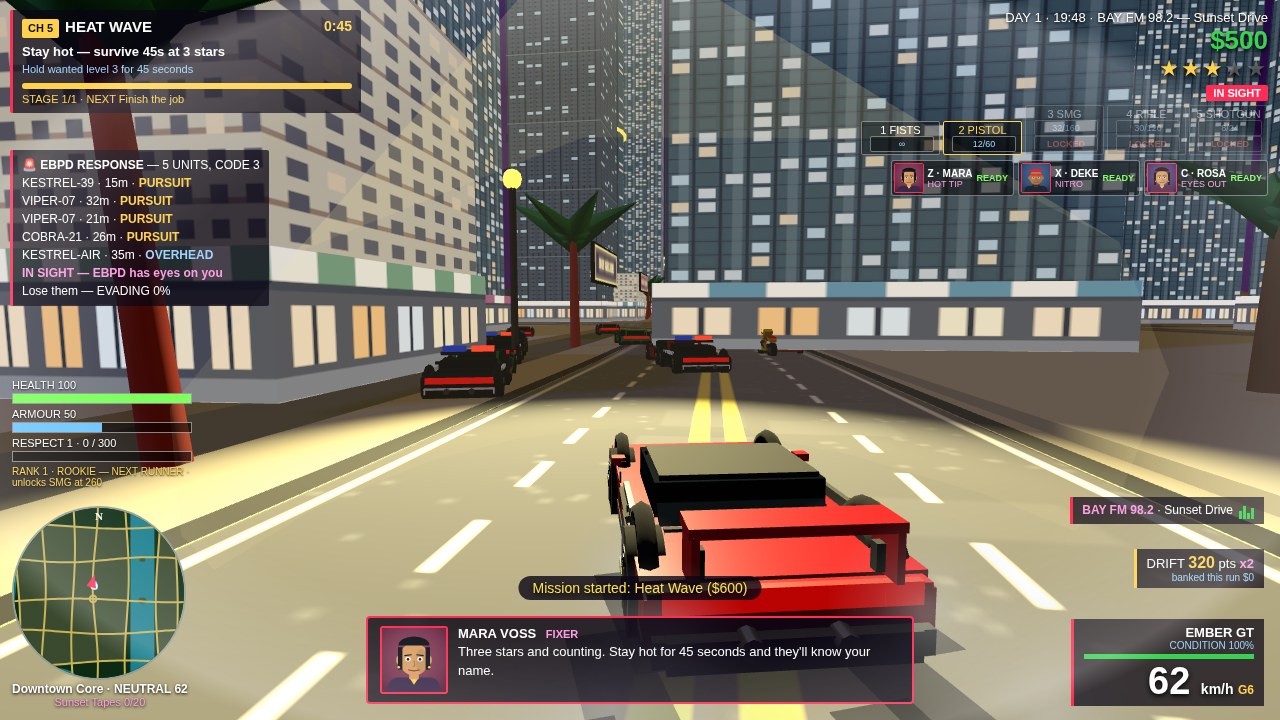 CH 5 HEAT WAVE 0:45
Stay hot — survive 45s at 3 stars
Hold wanted level 3 for 45 seconds
STAGE 1/1 · NEXT Finish the job
DAY 1 · 19:48 · BAY FM 98.2 — Sunset Drive
$500
IN SIGHT
1 FISTS
∞
2 PISTOL
12/60
3 SMG
32/160
LOCKED
LOCKED
LOCKED
Z · MARA
HOT TIP
READY
X · DEKE
NITRO
READY
C · ROSA
EYES OUT
READY
EBPD RESPONSE — 5 UNITS, CODE 3
KESTREL-39 · 15m · PURSUIT
VIPER-07 · 32m · PURSUIT
VIPER-07 · 21m · PURSUIT
COBRA-21 · 26m · PURSUIT
KESTREL-AIR · 35m · OVERHEAD
IN SIGHT — EBPD has eyes on you
Lose them — EVADING 0%
HEALTH 100
ARMOUR 50
RESPECT 1 · 0 / 300
RANK 1 · ROOKIE — NEXT RUNNER ·
unlocks SMG at 260
N
Downtown Core · NEUTRAL 62
Sunset Tapes 0/20
Mission started: Heat Wave ($600)
MARA VOSS FIXER
Three stars and counting. Stay hot for 45 seconds and they'll know your
name.
BAY FM 98.2 · Sunset Drive
DRIFT 320 pts x2
banked this run $0
EMBER GT
CONDITION 100%
62 km/h G6